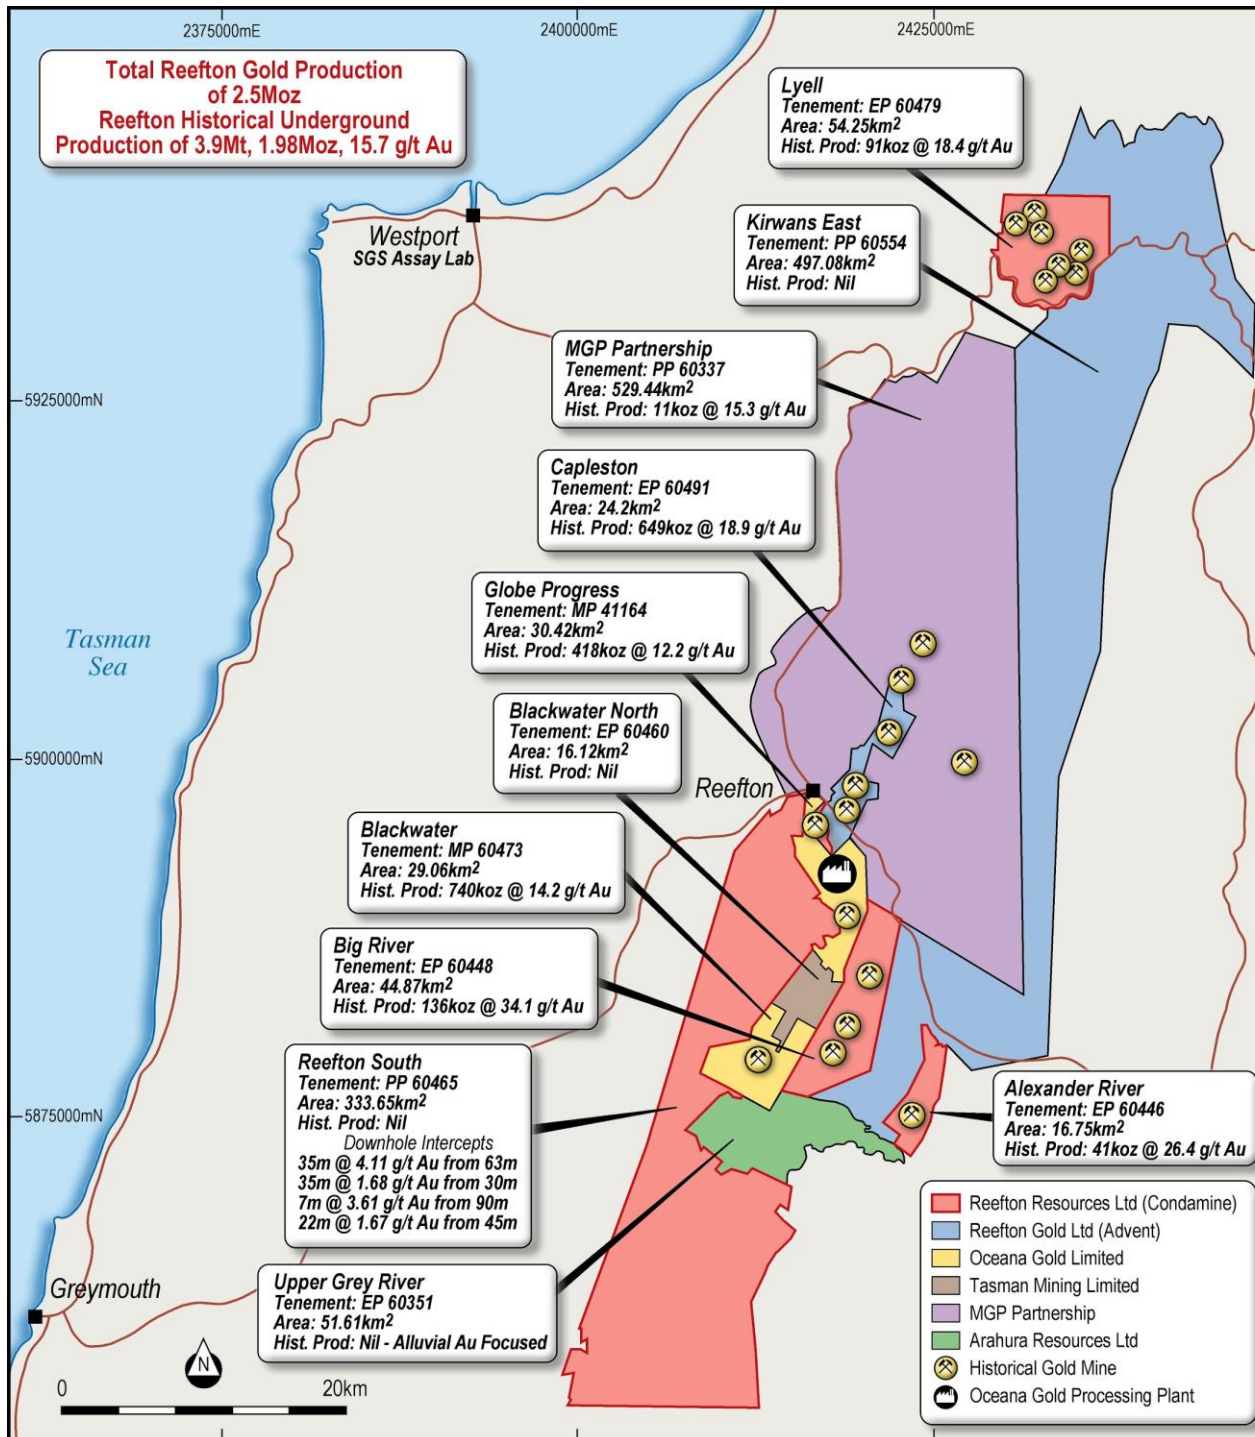 2375000mE
2400000mE
2425000mE
Total Reefton Gold Production
of 2.5Moz
Reefton Historical Underground
Production of 3.9Mt, 1.98Moz, 15.7 g/t Au
Lyell
Tenement: EP 60479
Area: 54.25km²
Hist. Prod: 91koz @ 18.4 g/t Au
Westport
SGS Assay Lab
Kirwans East
Tenement: PP 60554
Area: 497.08km²
Hist. Prod: Nil
MGP Partnership
Tenement: PP 60337
Area: 529.44km²
Hist. Prod: 11koz @ 15.3 g/t Au
5925000mN
Capleston
Tenement: EP 60491
Area: 24.2km²
Hist. Prod: 649koz @ 18.9 g/t Au
Globe Progress
Tenement: MP 41164
Area: 30.42km²
Hist. Prod: 418koz @ 12.2 g/t Au
Tasman
Sea
Blackwater North
Tenement: EP 60460
Area: 16.12km²
Hist. Prod: Nil
5900000mN
Reefton
Blackwater
Tenement: MP 60473
Area: 29.06km²
Hist. Prod: 740koz @ 14.2 g/t Au
Big River
Tenement: EP 60448
Area: 44.87km²
Hist. Prod: 136koz @ 34.1 g/t Au
Reefton South
Tenement: PP 60465
Area: 333.65km²
Hist. Prod: Nil
Downhole Intercepts
35m @ 4.11 g/t Au from 63m
35m @ 1.68 g/t Au from 30m
7m @ 3.61 g/t Au from 90m
22m @ 1.67 g/t Au from 45m
5875000mN
Alexander River
Tenement: EP 60446
Area: 16.75km²
Hist. Prod: 41koz @ 26.4 g/t Au
Upper Grey River
Tenement: EP 60351
Area: 51.61km²
Hist. Prod: Nil - Alluvial Au Focused
Greymouth
N
0 20km
Reefton Resources Ltd (Condamine)
Reefton Gold Ltd (Advent)
Oceana Gold Limited
Tasman Mining Limited
MGP Partnership
Arahura Resources Ltd
Historical Gold Mine
Oceana Gold Processing Plant